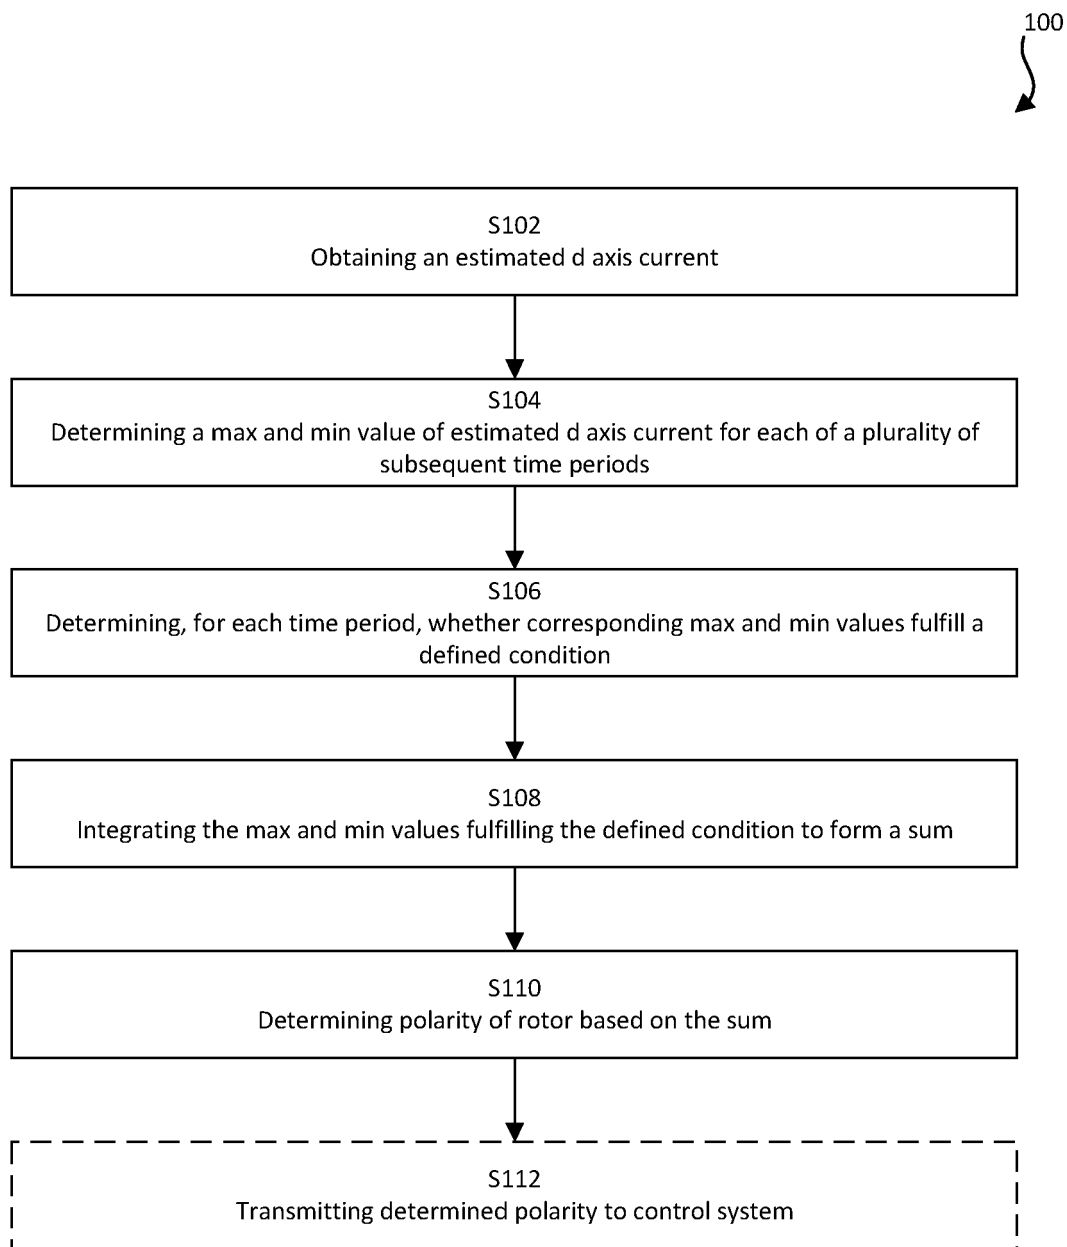 100
S102
Obtaining an estimated d axis current
S104
Determining a max and min value of estimated d axis current for each of a plurality of
subsequent time periods
S106
Determining, for each time period, whether corresponding max and min values fulfill a
defined condition
S108
Integrating the max and min values fulfilling the defined condition to form a sum
S110
Determining polarity of rotor based on the sum
S112
Transmitting determined polarity to control system